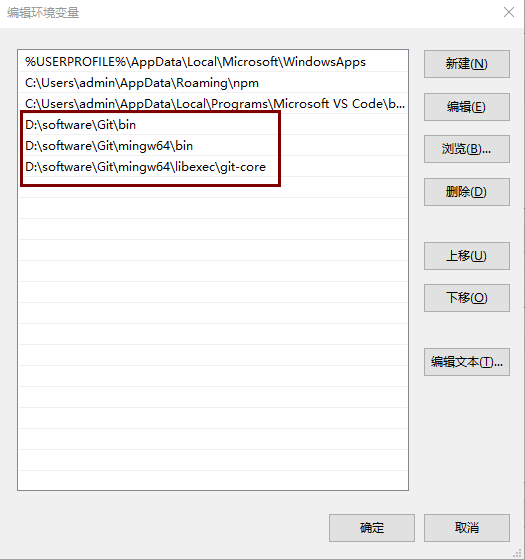 编辑环境变量
%USERPROFILE%\AppData\Local\Microsoft\WindowsApps
C:\Users\admin\AppData\Roaming\npm
C:\Users\admin\AppData\Local\Programs\Microsoft VS Code\b...
D:\software\Git\bin
D:\software\Git\mingw64\bin
D:\software\Git\mingw64\libexec\git-core
新建(N)
编辑(E)
浏览(B)...
删除(D)
上移(U)
下移(O)
编辑文本(T)...
确定
取消